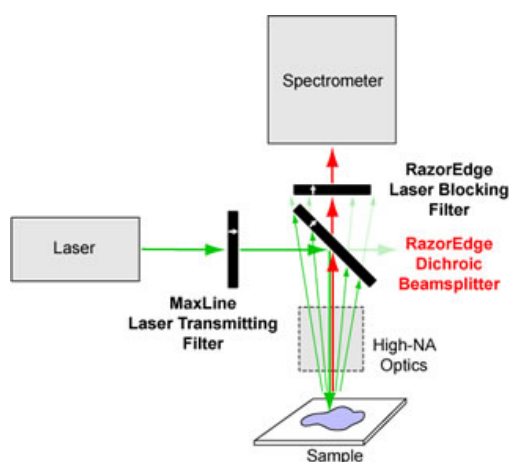 Spectrometer
RazorEdge
Laser Blocking
Filter
Laser
RazorEdge
Dichroic
Beamsplitter
MaxLine
Laser Transmitting
Filter
High-NA
Optics
Sample